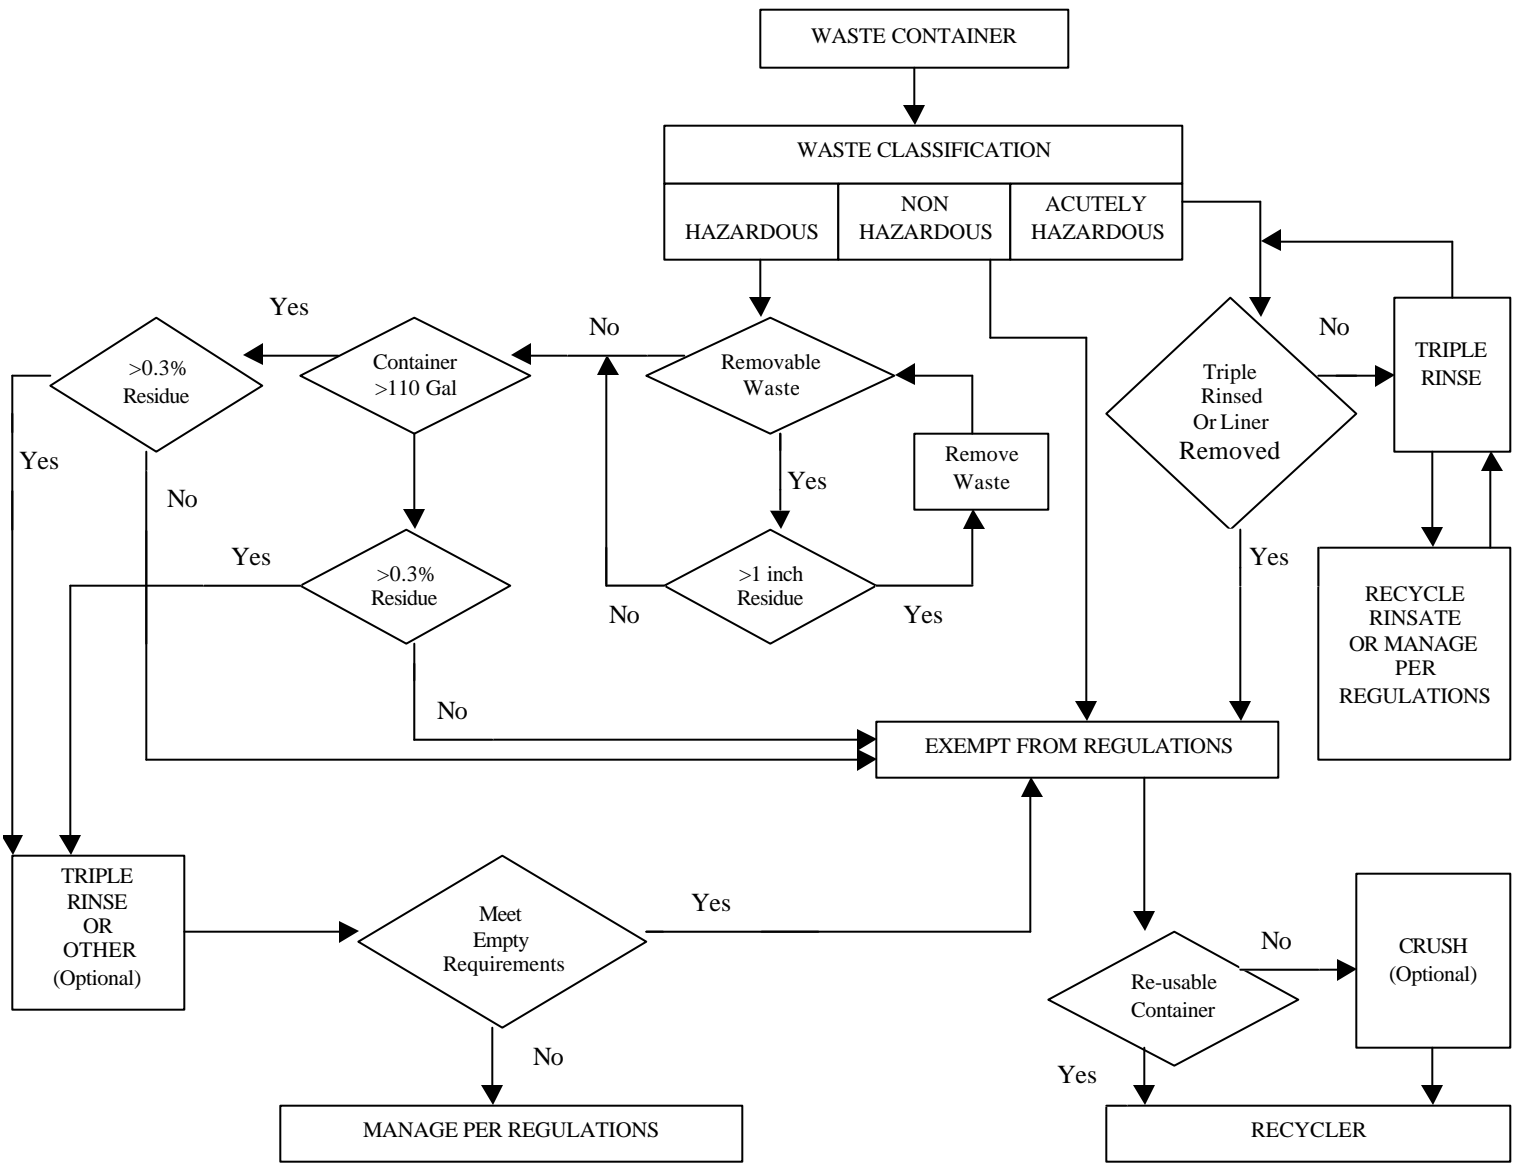 WASTE CONTAINER
WASTE CLASSIFICATION
HAZARDOUS
NON
HAZARDOUS
ACUTELY
HAZARDOUS
Yes
No
No
>0.3%
Residue
Container
>110 Gal
Removable
Waste
Triple
Rinsed
Or Liner
Removed
TRIPLE
RINSE
Yes
No
Yes
Remove
Waste
Yes
>0.3%
Residue
>1 inch
Residue
No
Yes
Yes
RECYCLE
RINSATE
OR MANAGE
PER
REGULATIONS
No
EXEMPT FROM REGULATIONS
TRIPLE
RINSE
OR
OTHER
(Optional)
Meet
Empty
Requirements
Yes
No
Re-usable
Container
No
CRUSH
(Optional)
Yes
MANAGE PER REGULATIONS
RECYCLER